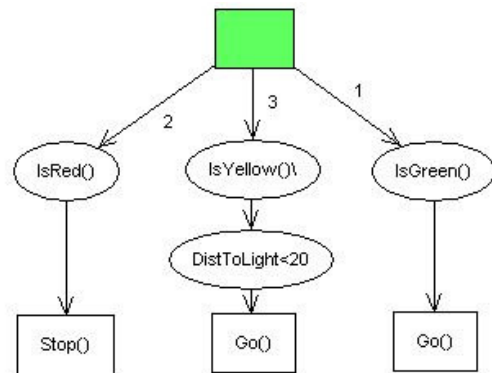 2
3
1
IsRed()
IsYellow()\
IsGreen()
DistToLight<20
Stop()
Go()
Go()